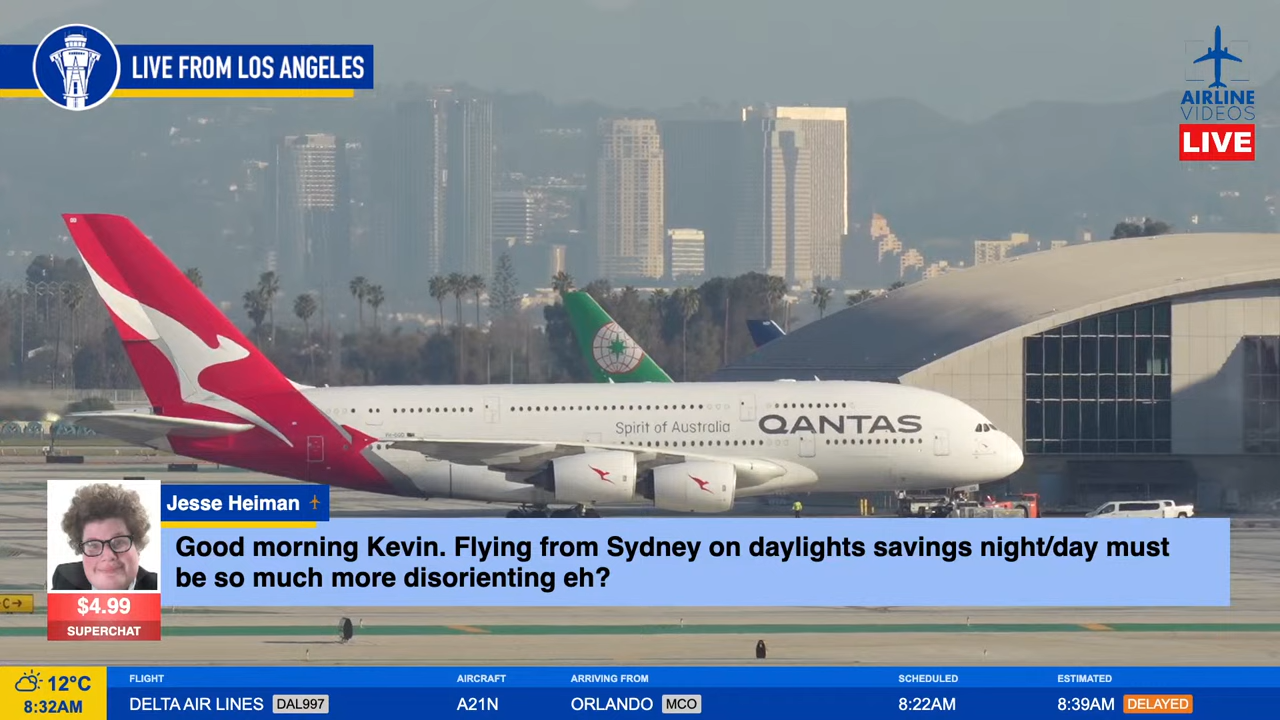 LIVE FROM LOS ANGELES
AIRLINE
VIDEOS
LIVE
Spirit of Australia
QANTAS
Jesse Heiman
Good morning Kevin. Flying from Sydney on daylights savings night/day must
be so much more disorienting eh?
$4.99
SUPERCHAT
C→
12°C
8:32AM
FLIGHT
AIRCRAFT
ARRIVING FROM
SCHEDULED
ESTIMATED
DELTA AIR LINES DAL997
A21N
ORLANDO MCO
8:22AM
8:39AM DELAYED